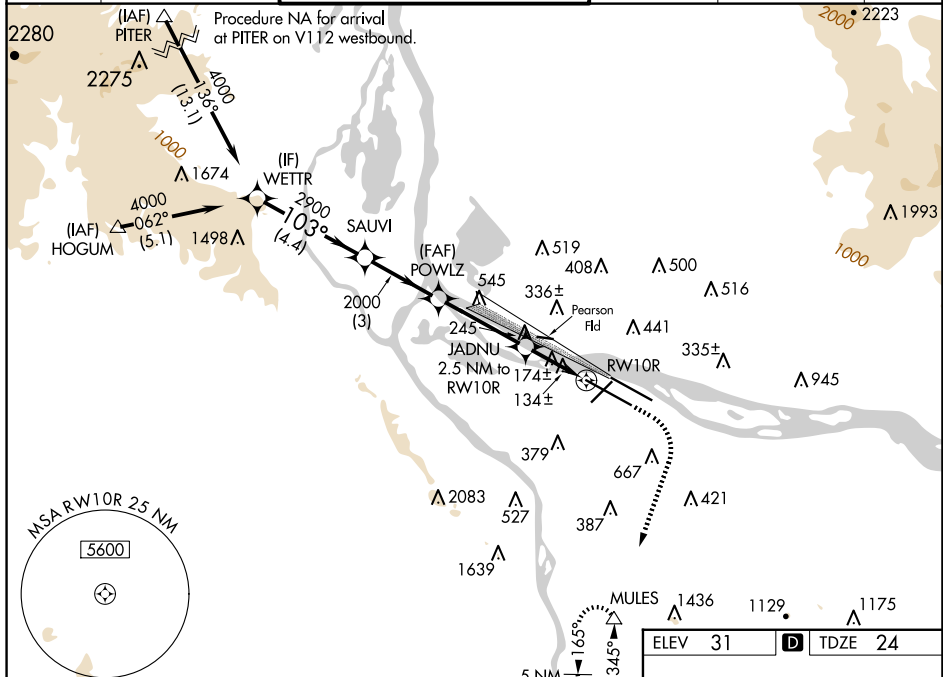 (IAF)
PITER
Procedure NA for arrival
at PITER on V112 westbound.
2280
2275
2000
2223
4000
136°
(13.1)
1000
1674
(IF)
WETTR
4000
062°
(5.1)
(IAF)
HOGUM
1498
2900
103°
(4.4)
SAUVI
1993
1000
(FAF)
POWLZ
2000
(3)
519
408
500
545
336±
516
Pearson
Fld
441
245
335±
JADNU
2.5 NM to
RW10R
174±
134±
RW10R
945
379
667
2083
527
387
421
1639
MSA RW10R 25 NM
5600
MULES
1436
1129
1175
165°
345°
5 NM
ELEV 31
D
TDZE 24